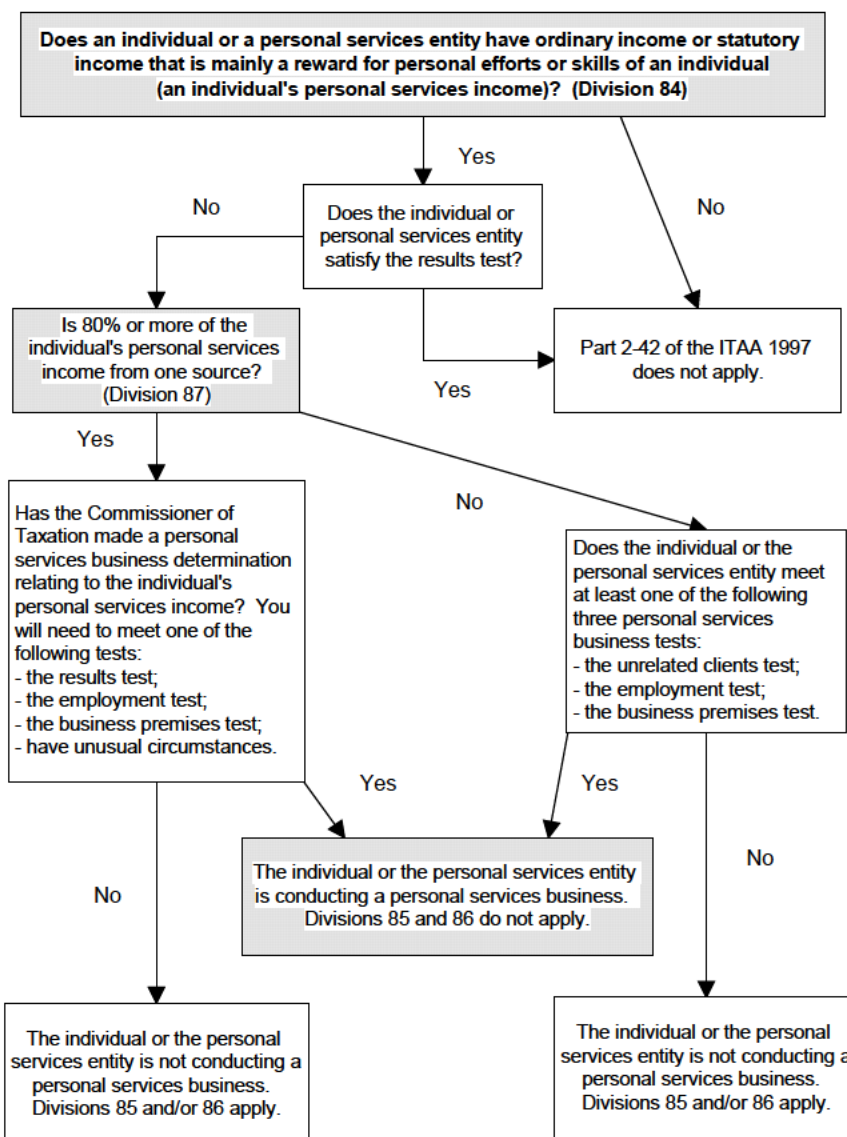 Does an individual or a personal services entity have ordinary income or statutory
income that is mainly a reward for personal efforts or skills of an individual
(an individual's personal services income)? (Division 84)
Yes
No
No
Does the individual or
personal services entity
satisfy the results test?
Is 80% or more of the
individual's personal services
income from one source?
(Division 87)
Yes
Part 2-42 of the ITAA 1997
does not apply.
Yes
No
Has the Commissioner of
Taxation made a personal
services business determination
relating to the individual's
personal services income? You
will need to meet one of the
following tests:
- the results test;
- the employment test;
- the business premises test;
- have unusual circumstances.
Does the individual or the
personal services entity meet
at least one of the following
three personal services
business tests:
- the unrelated clients test;
- the employment test;
- the business premises test.
Yes
Yes
The individual or the personal services entity
is conducting a personal services business.
Divisions 85 and 86 do not apply.
No
No
The individual or the personal
services entity is not conducting a
personal services business.
Divisions 85 and/or 86 apply.
The individual or the personal
services entity is not conducting a
personal services business.
Divisions 85 and/or 86 apply.